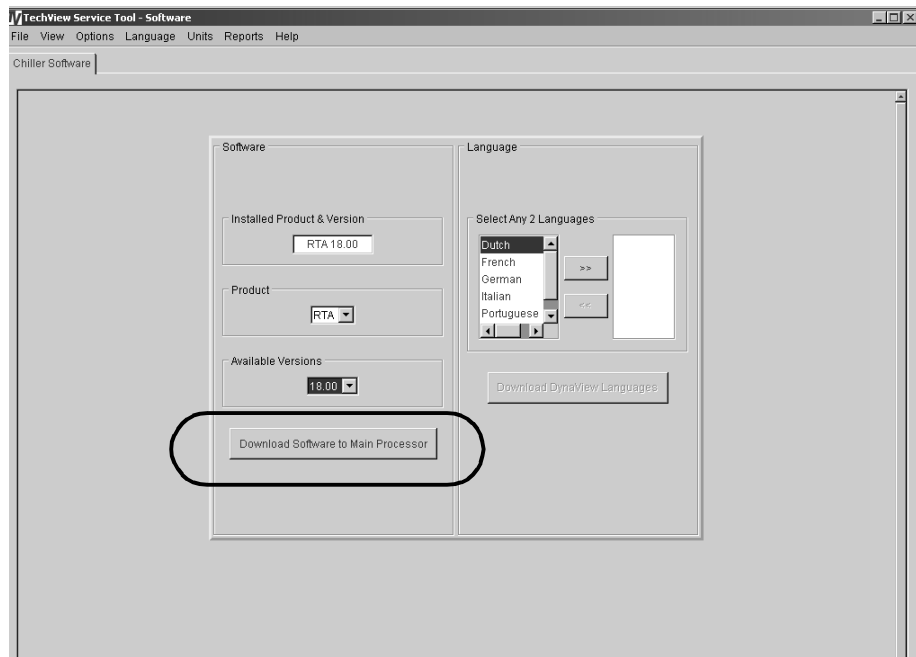 TechView Service Tool - Software
File View Options Language Units Reports Help
Chiller Software
Software
Installed Product & Version
RTA 18.00
Product
RTA
Available Versions
18.00
Download Software to Main Processor
Language
Select Any 2 Languages
Dutch
French
German
Italian
Portuguese
>>
<<
Download DynaView Languages